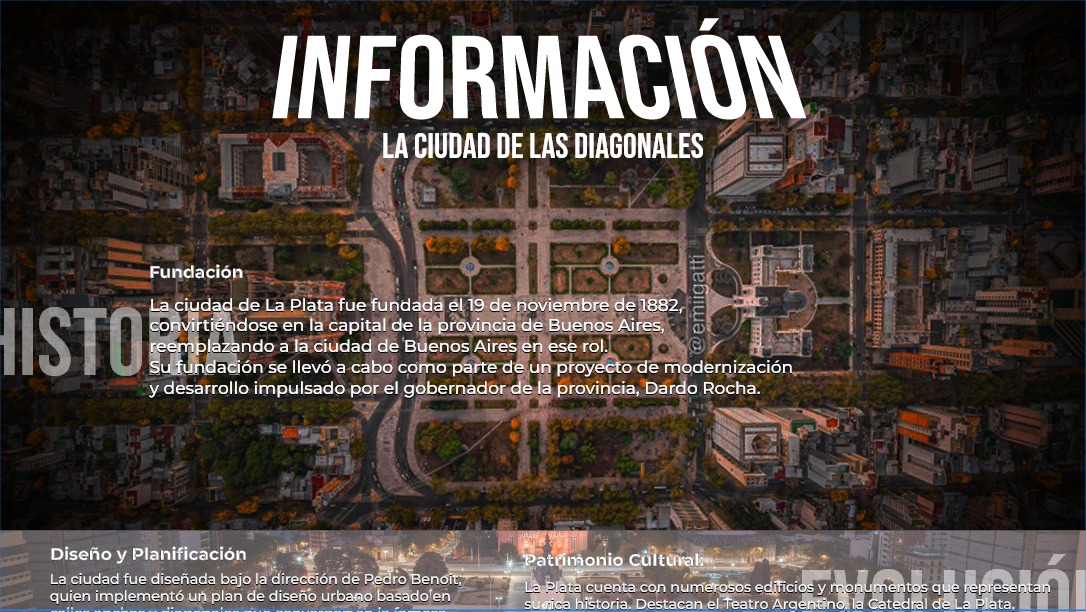 INFORMACIÓN
LA CIUDAD DE LAS DIAGONALES
Fundación
La ciudad de La Plata fue fundada el 19 de noviembre de 1882,
convirtiéndose en la capital de la provincia de Buenos Aires,
reemplazando a la ciudad de Buenos Aires en ese rol.
Su fundación se llevó a cabo como parte de un proyecto de modernización
y desarrollo impulsado por el gobernador de la provincia, Dardo Rocha.
HISTO
@emiigatti
Diseño y Planificación
La ciudad fue diseñada bajo la dirección de Pedro Benoit,
quien implementó un plan de diseño urbano basado en
Patrimonio Cultural:
La Plata cuenta con numerosos edificios y monumentos que representan
su rica historia. Destacan el Teatro Argentino, la Catedral de La Plata,